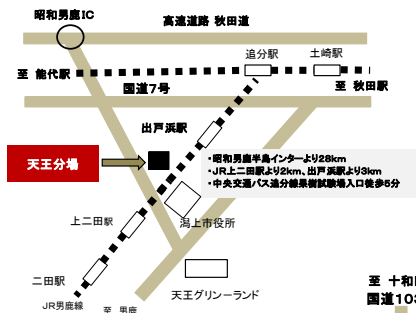 昭和男鹿IC
高速道路 秋田道
追分駅
土崎駅
至 能代駅
国道7号
至 秋田駅
出戸浜駅
天王分場
・昭和男鹿半島インターより28km
・JR上二田駅より2km、出戸浜駅より3km
・中央交通バス追分線果樹試験場入口徒歩5分
上二田駅
潟上市役所
二田駅
天王グリーンランド
JR男鹿線
至 男鹿
至 十和田
国道103